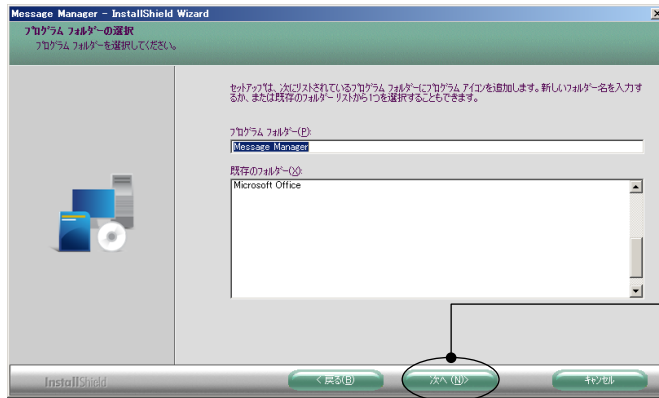 Message Manager - InstallShield Wizard
プログラム フォルダーの選択
プログラム フォルダーを選択してください。
セットアップは、次にリストされているプログラム フォルダーにプログラム アイコンを追加します。新しいフォルダー名を入力す
るか、または既存のフォルダー リストから1つを選択することもできます。
プログラム フォルダー(P):
Message Manager
既存のフォルダー(X):
Microsoft Office
InstallShield
< 戻る(B)
次へ (N)>
キャンセル